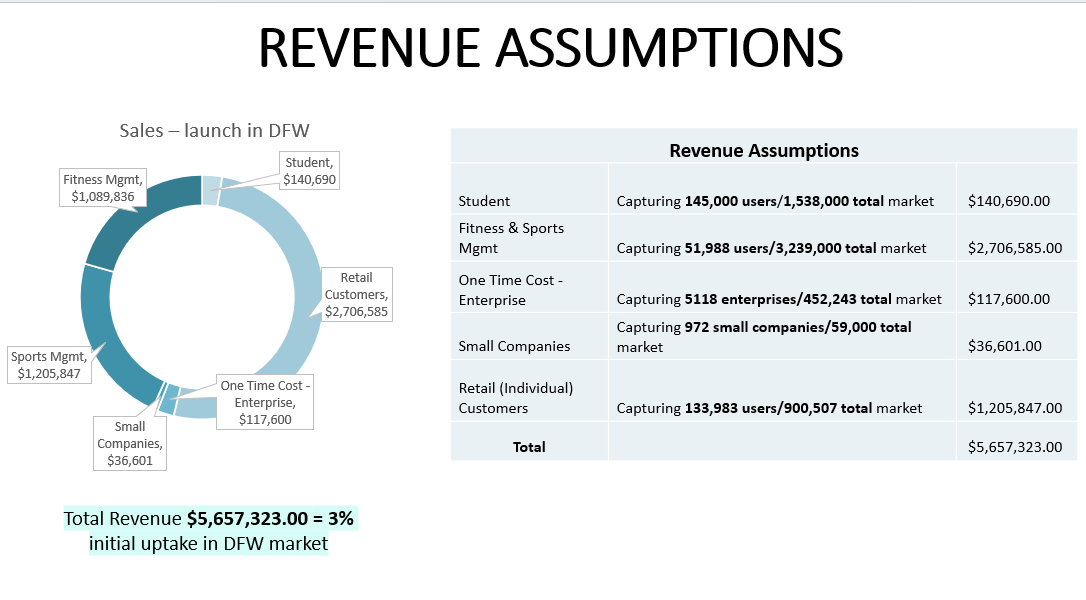 REVENUE ASSUMPTIONS
Sales – launch in DFW
Student,
$140,690
Fitness Mgmt,
$1,089,836
Retail
Customers,
$2,706,585
Sports Mgmt,
$1,205,847
One Time Cost -
Enterprise,
$117,600
Small
Companies,
$36,601
Total Revenue $5,657,323.00 = 3%
initial uptake in DFW market
Revenue Assumptions
Student
Capturing 145,000 users/1,538,000 total market
$140,690.00
Fitness & Sports
Mgmt
Capturing 51,988 users/3,239,000 total market
$2,706,585.00
One Time Cost -
Enterprise
Capturing 5118 enterprises/452,243 total market
$117,600.00
Small Companies
Capturing 972 small companies/59,000 total
market
$36,601.00
Retail (Individual)
Customers
Capturing 133,983 users/900,507 total market
$1,205,847.00
Total
$5,657,323.00